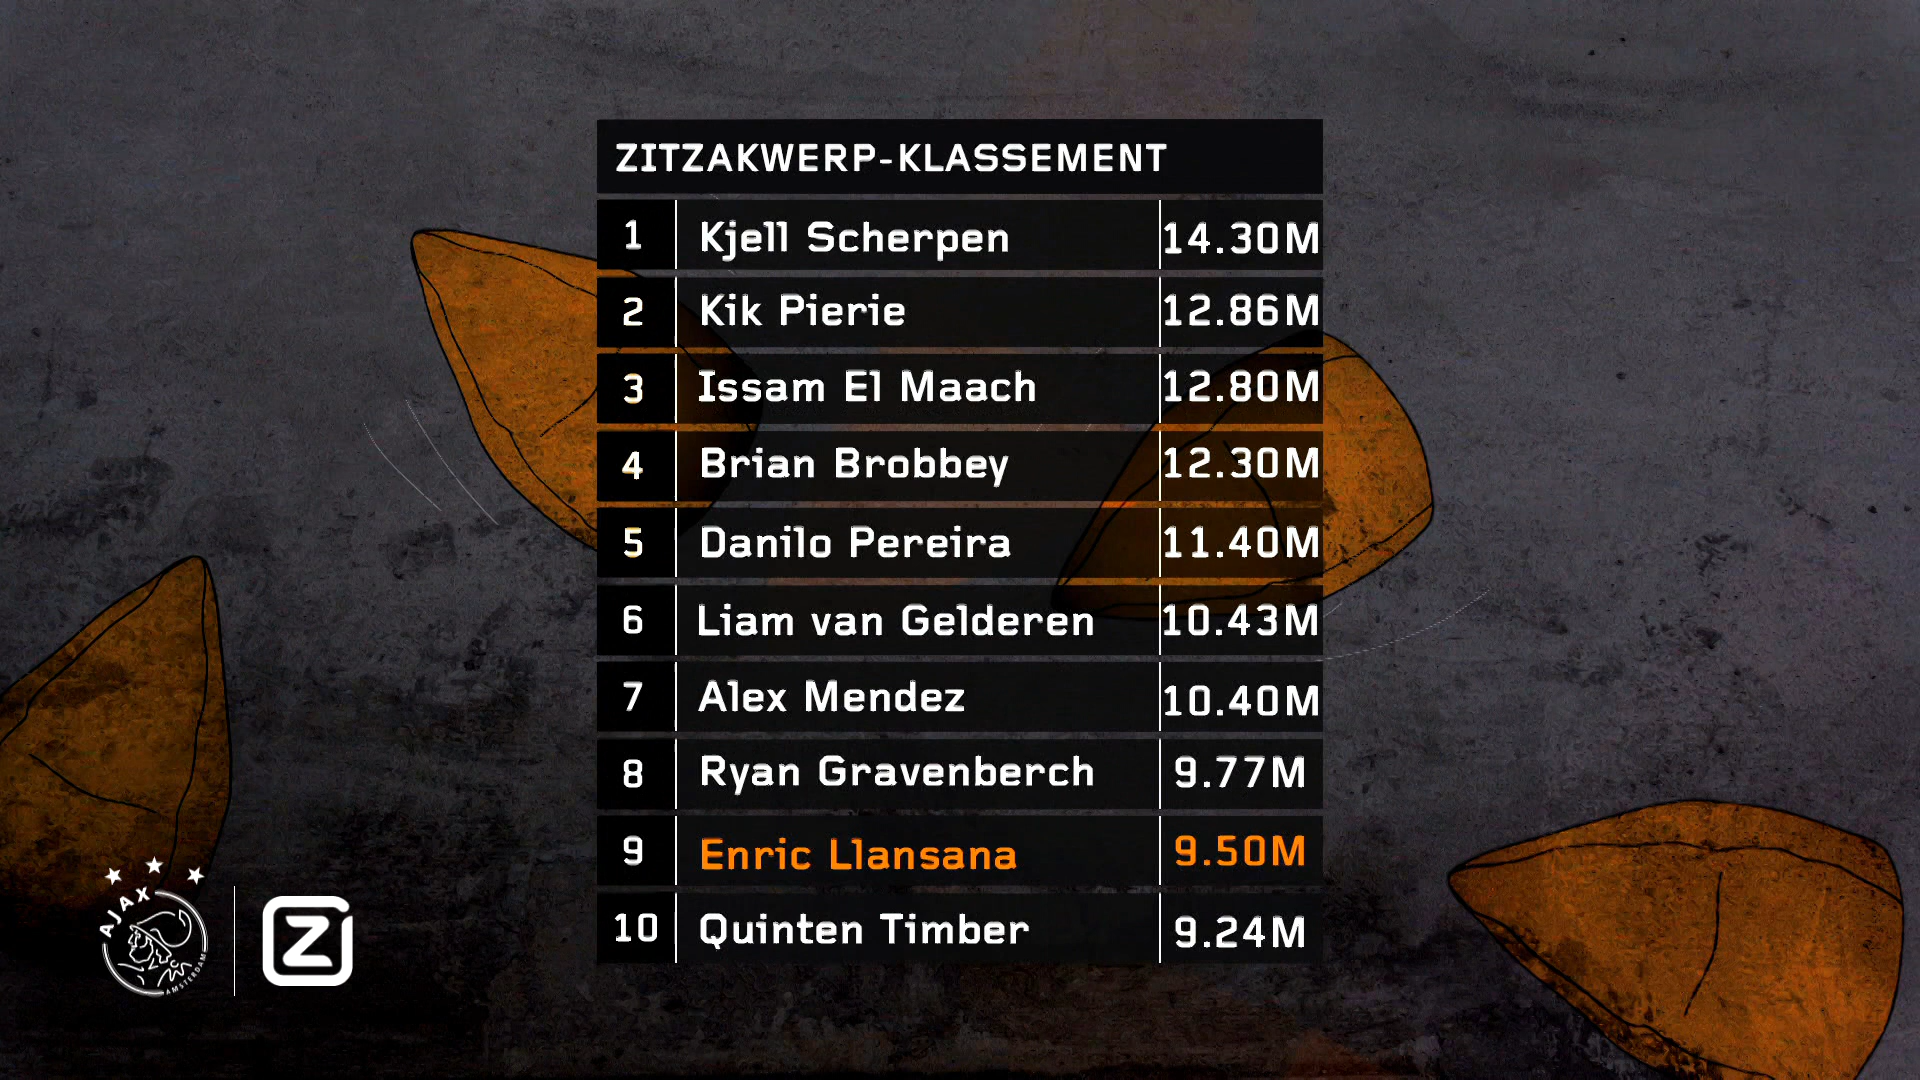 ZITZAKWERP-KLASSEMENT
1 Kjell Scherpen 14.30M
2 Kik Pierie 12.86M
3 Issam El Maach 12.80M
4 Brian Brobbey 12.30M
5 Danilo Pereira 11.40M
6 Liam van Gelderen 10.43M
7 Alex Mendez 10.40M
8 Ryan Gravenberch 9.77M
9 Enric Llansana 9.50M
10 Quinten Timber 9.24M
AJAX
AMSTERDAM
Z